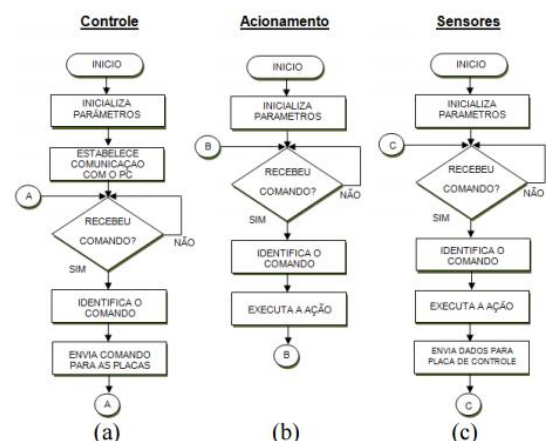 Controle
INICIO
INICIALIZA
PARÂMETROS
ESTABELECE
COMUNICAÇAO
COM O PC
A
RECEBEU
COMANDO?
NÃO
SIM
IDENTIFICA O
COMANDO
ENVIA COMANDO
PARA AS PLACAS
A
(a)
Acionamento
INICIO
INICIALIZA
PARAMETROS
B
RECEBEU
COMANDO?
NÃO
SIM
IDENTIFICA O
COMANDO
EXECUTA A AÇÃO
B
(b)
Sensores
INICIO
INICIALIZA
PARAMETROS
C
RECEBEU
COMANDO?
NÃO
SIM
IDENTIFICA O
COMANDO
EXECUTA A AÇÃO
ENVIA DADOS PARA
PLACA DE CONTROLE
C
(c)